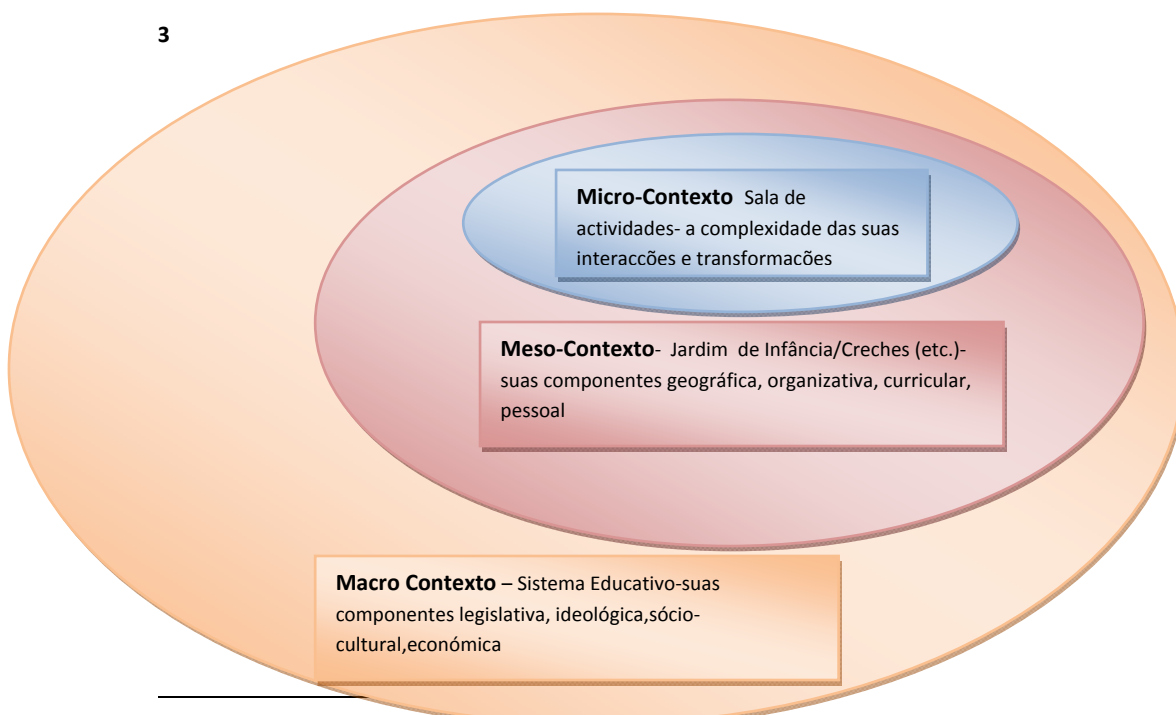 3
Micro-Contexto Sala de
actividades- a complexidade das suas
interacções e transformações
Meso-Contexto- Jardim de Infância/Creches (etc.)-
suas componentes geográfica, organizativa, curricular,
pessoal
Macro Contexto – Sistema Educativo-suas
componentes legislativa, ideológica,sócio-
cultural,económica